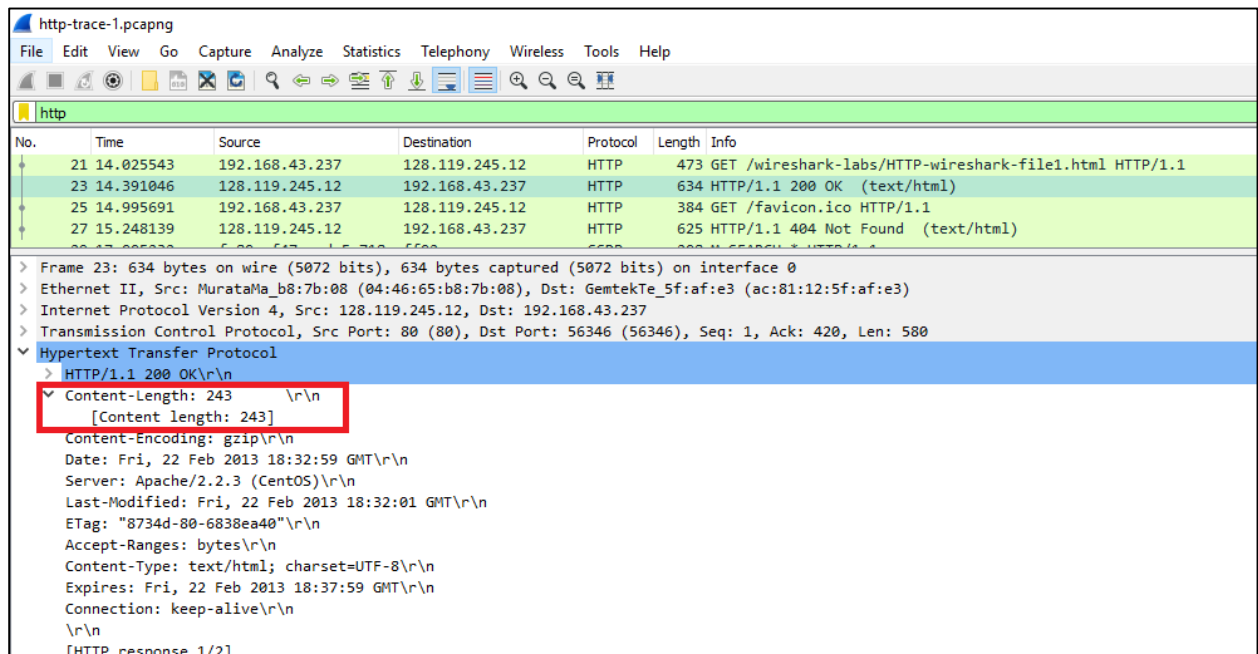 http-trace-1.pcapng
File Edit View Go Capture Analyze Statistics Telephony Wireless Tools Help
http
No. Time Source Destination Protocol Length Info
21 14.025543 192.168.43.237 128.119.245.12 HTTP 473 GET /wireshark-labs/HTTP-wireshark-file1.html HTTP/1.1
23 14.391046 128.119.245.12 192.168.43.237 HTTP 634 HTTP/1.1 200 OK (text/html)
25 14.995691 192.168.43.237 128.119.245.12 HTTP 384 GET /favicon.ico HTTP/1.1
27 15.248139 128.119.245.12 192.168.43.237 HTTP 625 HTTP/1.1 404 Not Found (text/html)
> Frame 23: 634 bytes on wire (5072 bits), 634 bytes captured (5072 bits) on interface 0
> Ethernet II, Src: MurataMa_b8:7b:08 (04:46:65:b8:7b:08), Dst: GemtekTe_5f:af:e3 (ac:81:12:5f:af:e3)
> Internet Protocol Version 4, Src: 128.119.245.12, Dst: 192.168.43.237
> Transmission Control Protocol, Src Port: 80 (80), Dst Port: 56346 (56346), Seq: 1, Ack: 420, Len: 580
Hypertext Transfer Protocol
> HTTP/1.1 200 OK\r\n
Content-Length: 243 \r\n
[Content length: 243]
Content-Encoding: gzip\r\n
Date: Fri, 22 Feb 2013 18:32:59 GMT\r\n
Server: Apache/2.2.3 (CentOS)\r\n
Last-Modified: Fri, 22 Feb 2013 18:32:01 GMT\r\n
ETag: "8734d-80-6838ea40"\r\n
Accept-Ranges: bytes\r\n
Content-Type: text/html; charset=UTF-8\r\n
Expires: Fri, 22 Feb 2013 18:37:59 GMT\r\n
Connection: keep-alive\r\n
\r\n
[HTTP response 1/2]